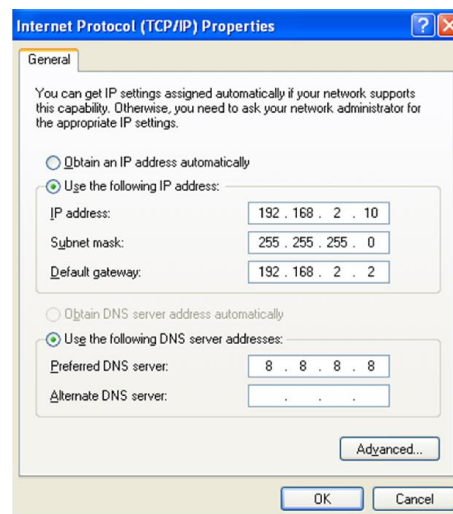 Internet Protocol (TCP/IP) Properties
General
You can get IP settings assigned automatically if your network supports
this capability. Otherwise, you need to ask your network administrator for
the appropriate IP settings.
Obtain an IP address automatically
Use the following IP address:
IP address: 192 . 168 . 2 . 10
Subnet mask: 255 . 255 . 255 . 0
Default gateway: 192 . 168 . 2 . 2
Obtain DNS server address automatically
Use the following DNS server addresses:
Preferred DNS server: 8 . 8 . 8 . 8
Alternate DNS server: . . .
Advanced...
OK Cancel